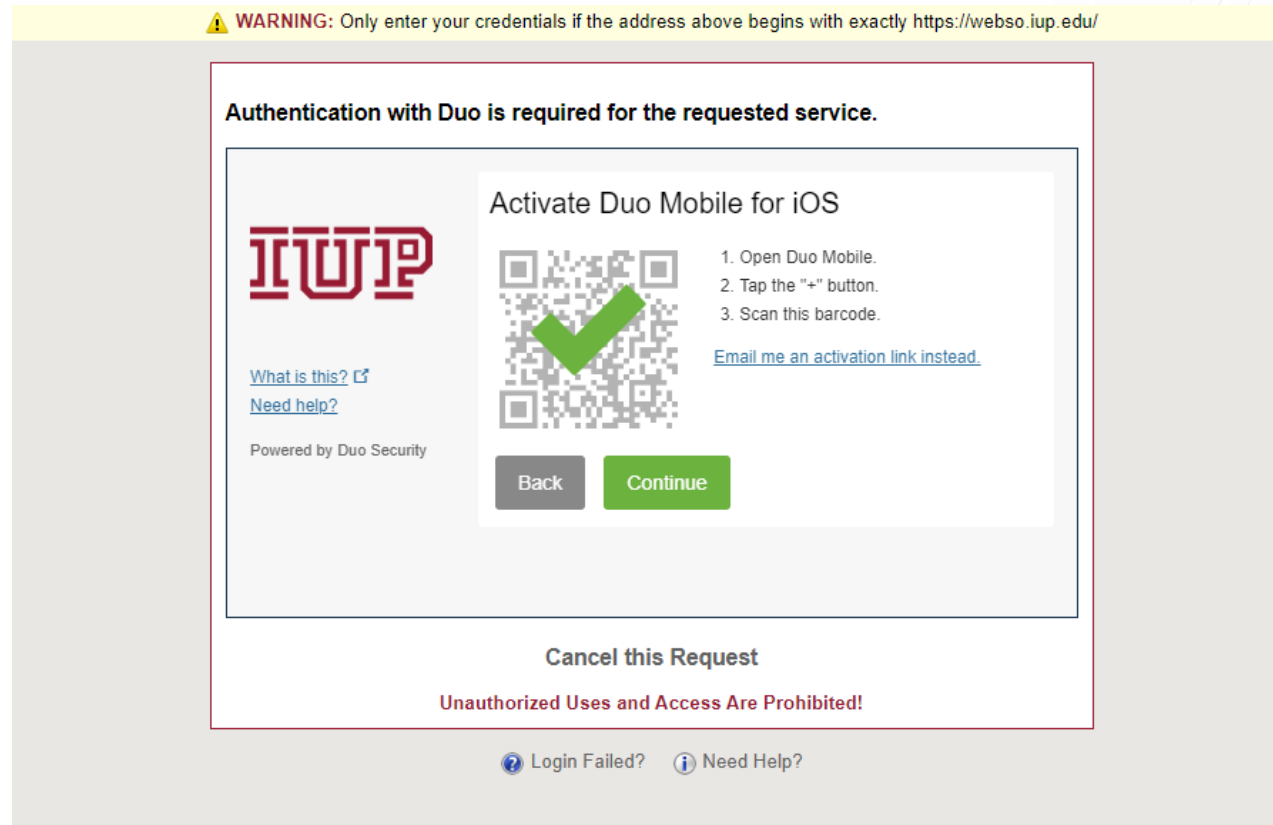 WARNING: Only enter your credentials if the address above begins with exactly https://webso.iup.edu/
Authentication with Duo is required for the requested service.
IUP
What is this?
Need help?
Powered by Duo Security
Activate Duo Mobile for iOS
1. Open Duo Mobile.
2. Tap the "+" button.
3. Scan this barcode.
Email me an activation link instead.
Back
Continue
Cancel this Request
Unauthorized Uses and Access Are Prohibited!
Login Failed?
Need Help?